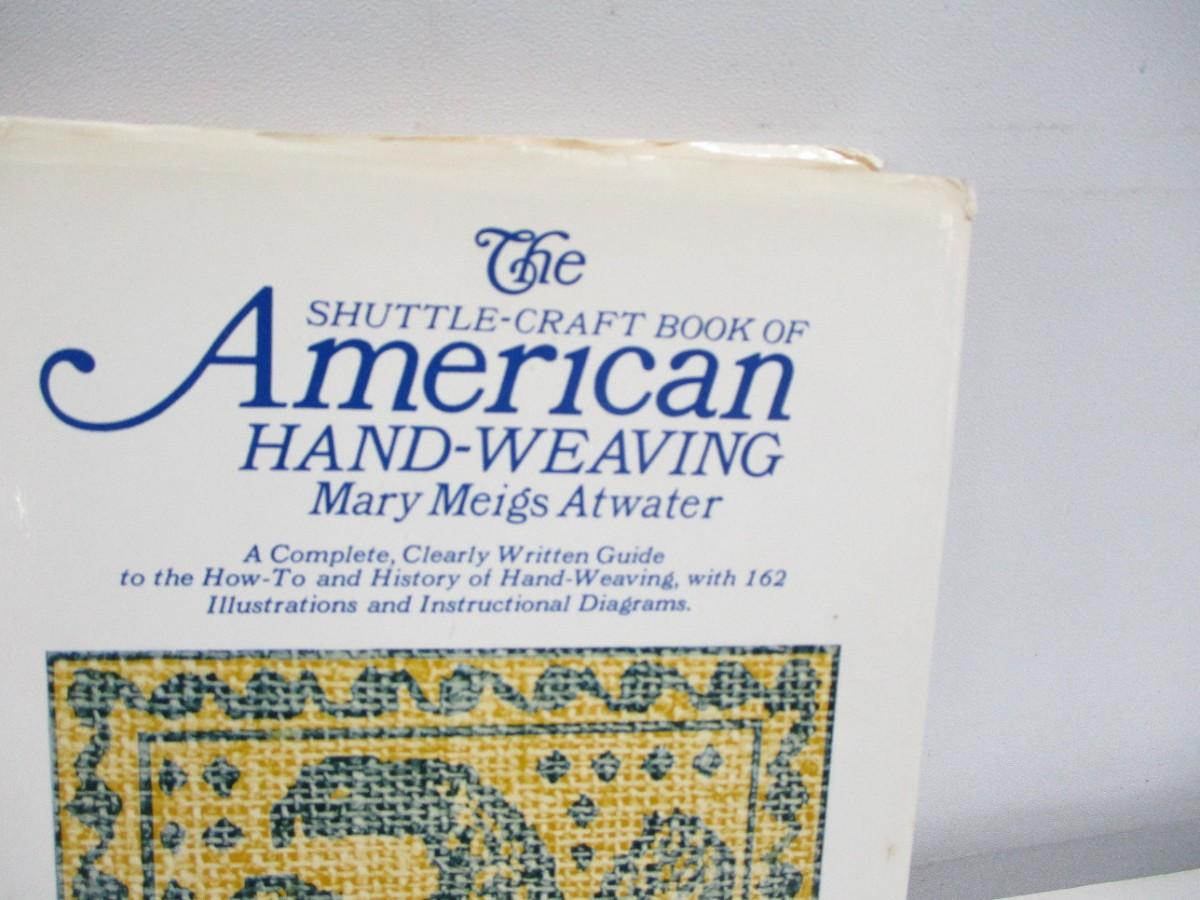 The
SHUTTLE-CRAFT BOOK OF
American
HAND-WEAVING
Mary Meigs Atwater
A Complete, Clearly Written Guide
to the How-To and History of Hand-Weaving, with 162
Illustrations and Instructional Diagrams.